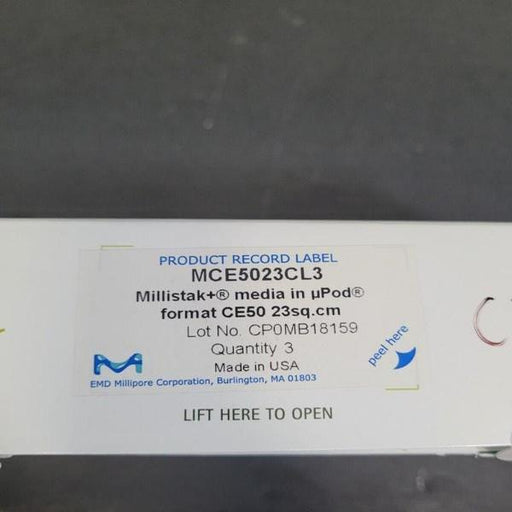 PRODUCT RECORD LABEL
MCE5023CL3
Millistak+® media in µPod®
format CE50 23sq.cm
Lot No. CP0MB18159
Quantity 3
Made in USA
peel here
EMD Millipore Corporation, Burlington, MA 01803
LIFT HERE TO OPEN